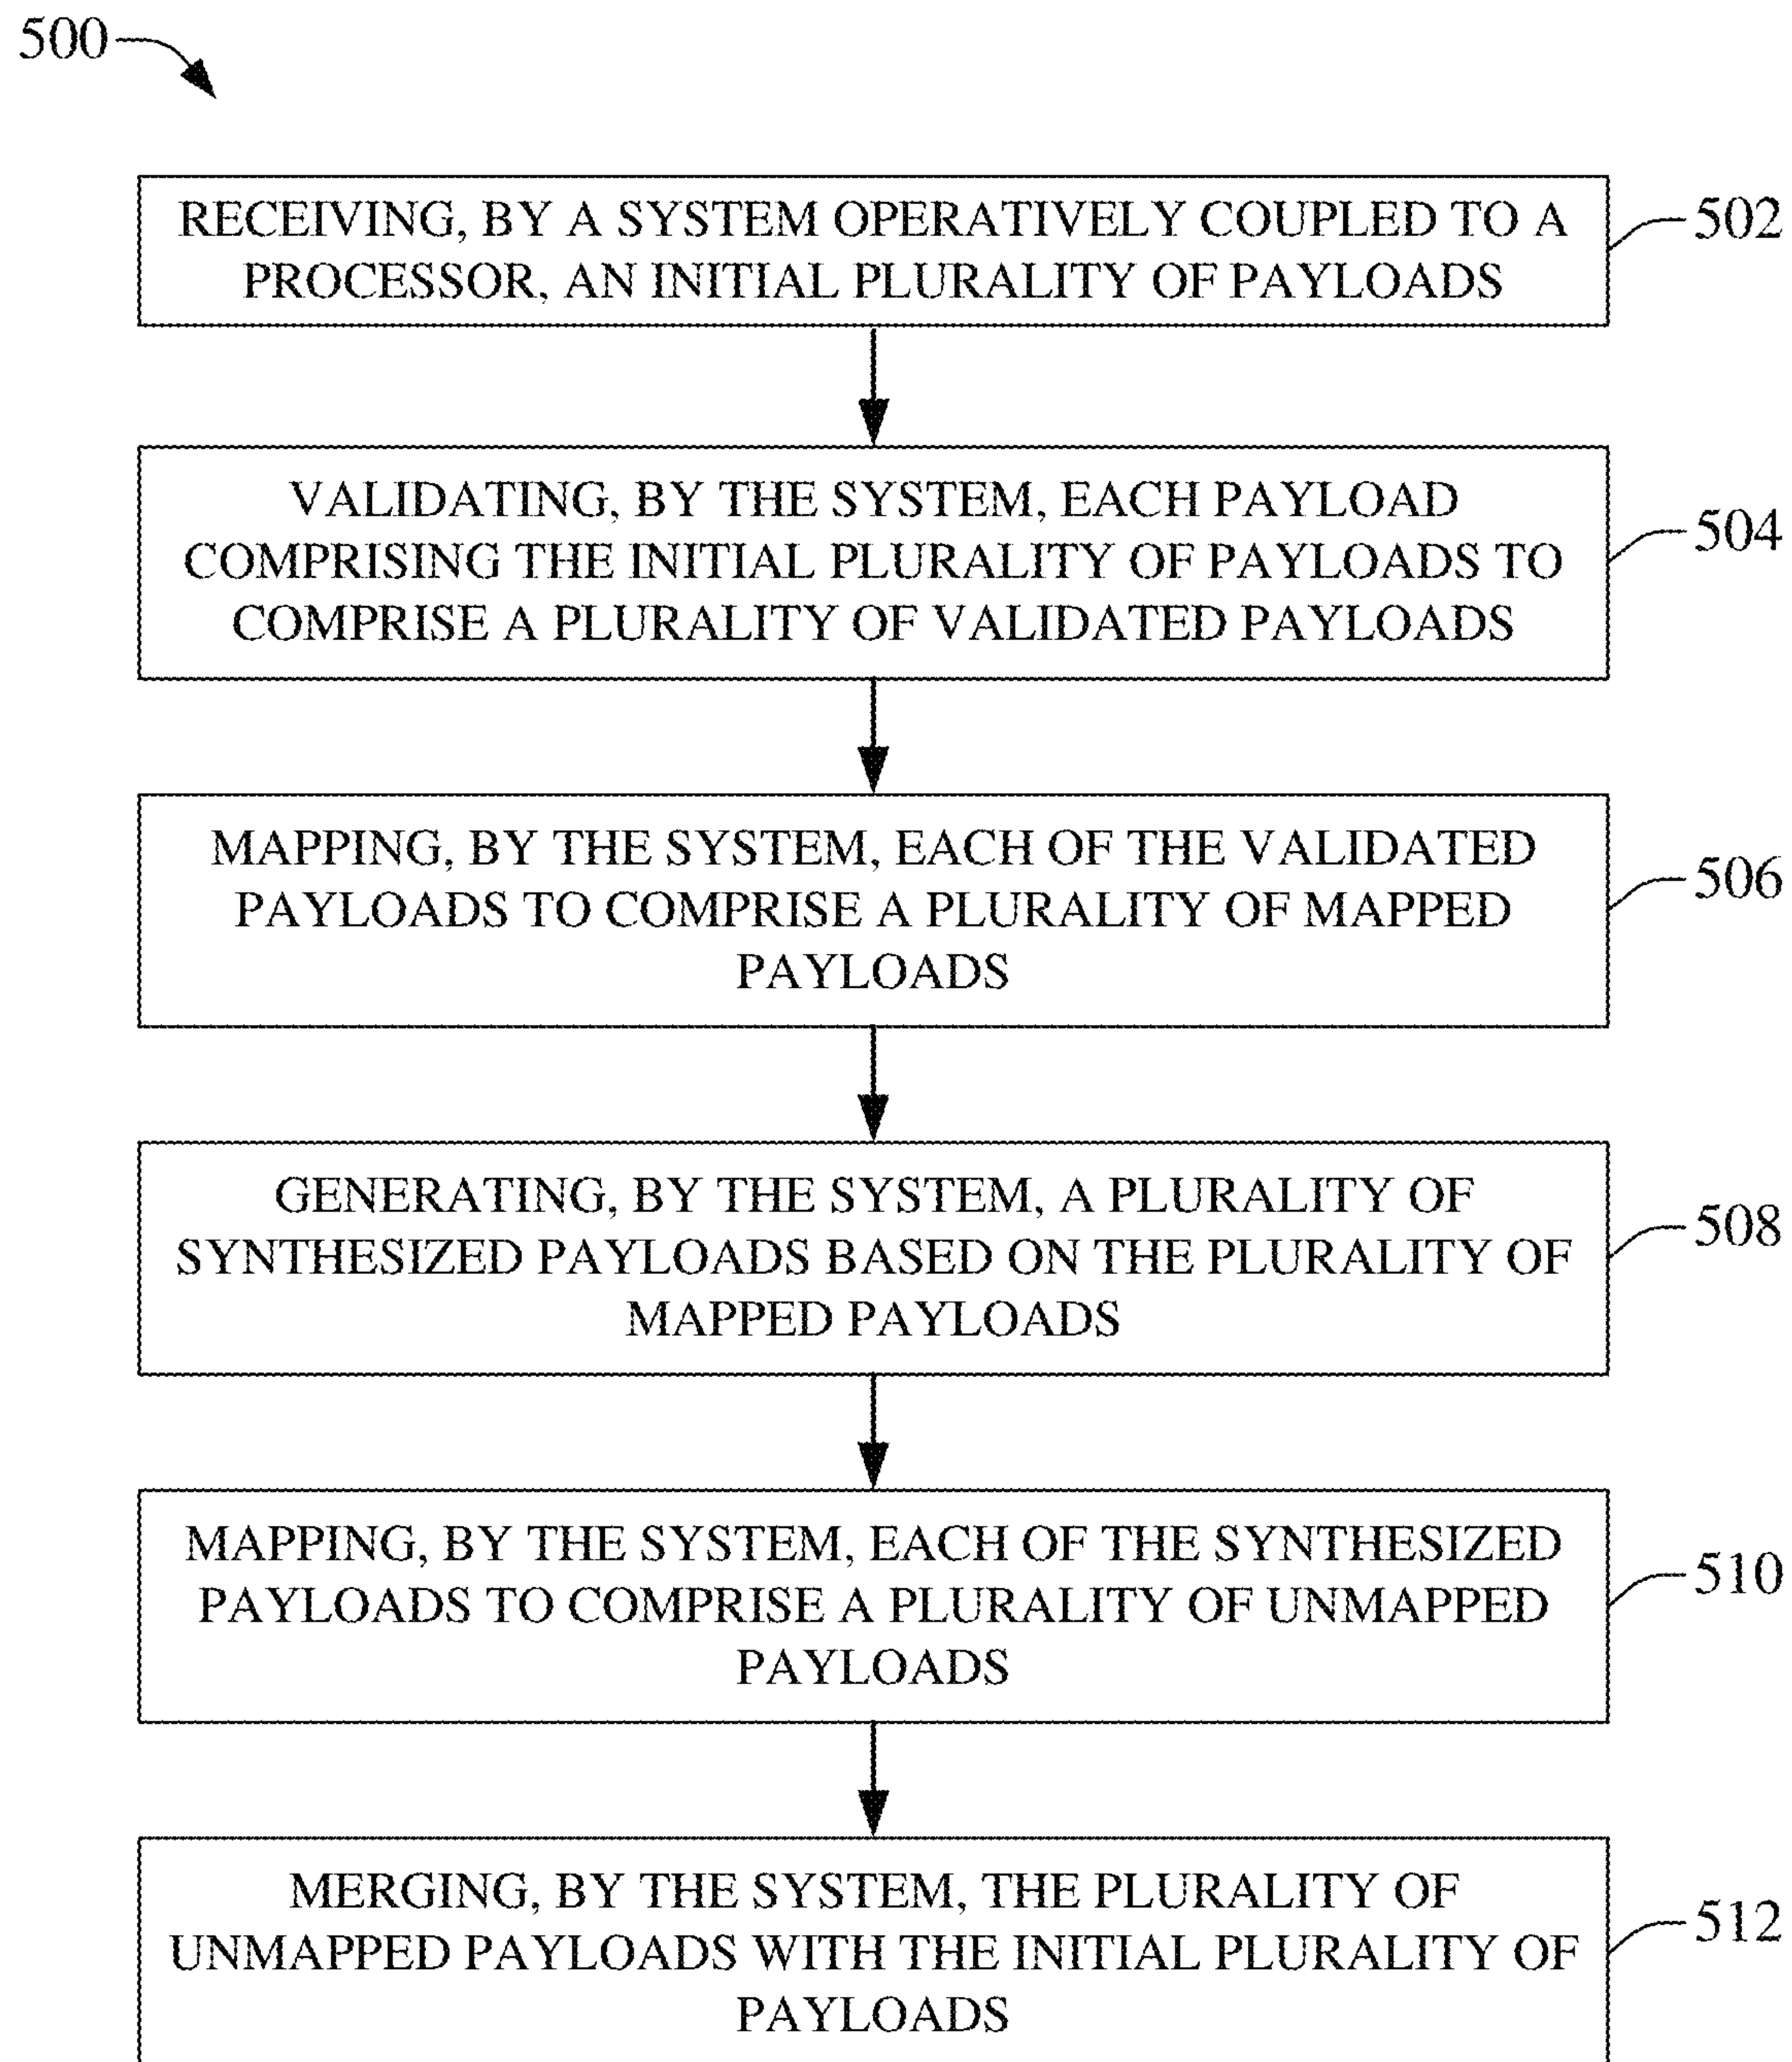 500
RECEIVING, BY A SYSTEM OPERATIVELY COUPLED TO A
PROCESSOR, AN INITIAL PLURALITY OF PAYLOADS
502
VALIDATING, BY THE SYSTEM, EACH PAYLOAD
COMPRISING THE INITIAL PLURALITY OF PAYLOADS TO
COMPRISE A PLURALITY OF VALIDATED PAYLOADS
504
MAPPING, BY THE SYSTEM, EACH OF THE VALIDATED
PAYLOADS TO COMPRISE A PLURALITY OF MAPPED
PAYLOADS
506
GENERATING, BY THE SYSTEM, A PLURALITY OF
SYNTHESIZED PAYLOADS BASED ON THE PLURALITY OF
MAPPED PAYLOADS
508
MAPPING, BY THE SYSTEM, EACH OF THE SYNTHESIZED
PAYLOADS TO COMPRISE A PLURALITY OF UNMAPPED
PAYLOADS
510
MERGING, BY THE SYSTEM, THE PLURALITY OF
UNMAPPED PAYLOADS WITH THE INITIAL PLURALITY OF
PAYLOADS
512